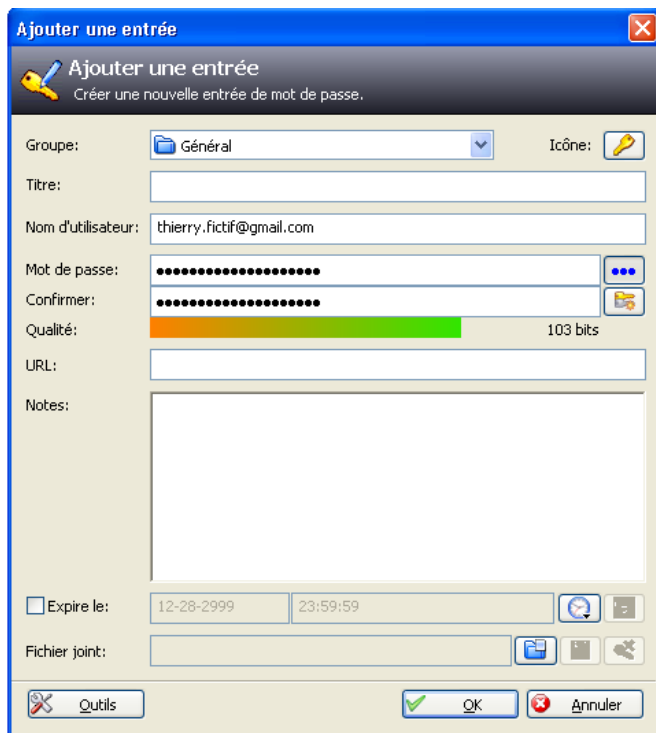 Ajouter une entrée
Ajouter une entrée
Créer une nouvelle entrée de mot de passe.
Groupe: Général Icône:
Titre:
Nom d'utilisateur: thierry.fictif@gmail.com
Mot de passe: ●●●●●●●●●●●●●●●●●●●● ●●●
Confirmer: ●●●●●●●●●●●●●●●●●●●●
Qualité: 103 bits
URL:
Notes:
Expire le: 12-28-2999 23:59:59
Fichier joint:
Outils OK Annuler